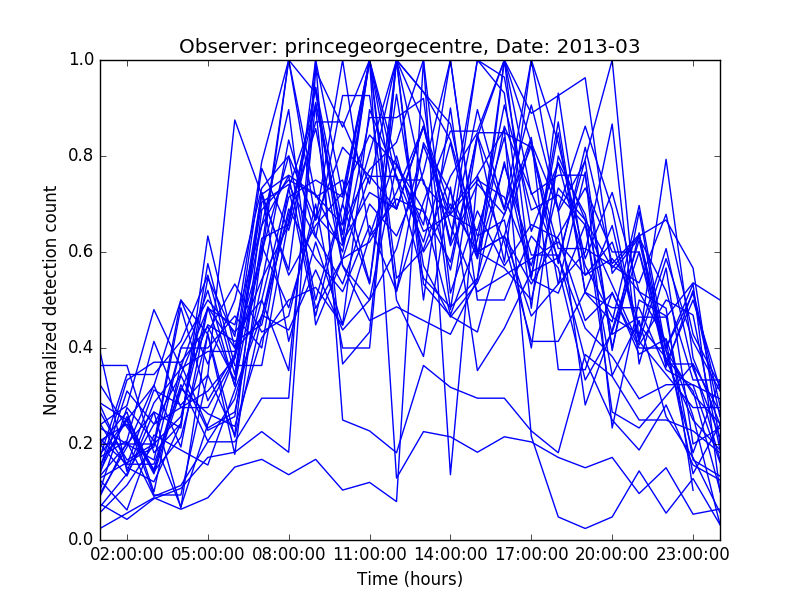 Observer: princegeorgecentre, Date: 2013-03
1.0
0.8
0.6
0.4
0.2
0.0
Normalized detection count
02:00:00 05:00:00 08:00:00 11:00:00 14:00:00 17:00:00 20:00:00 23:00:00
Time (hours)